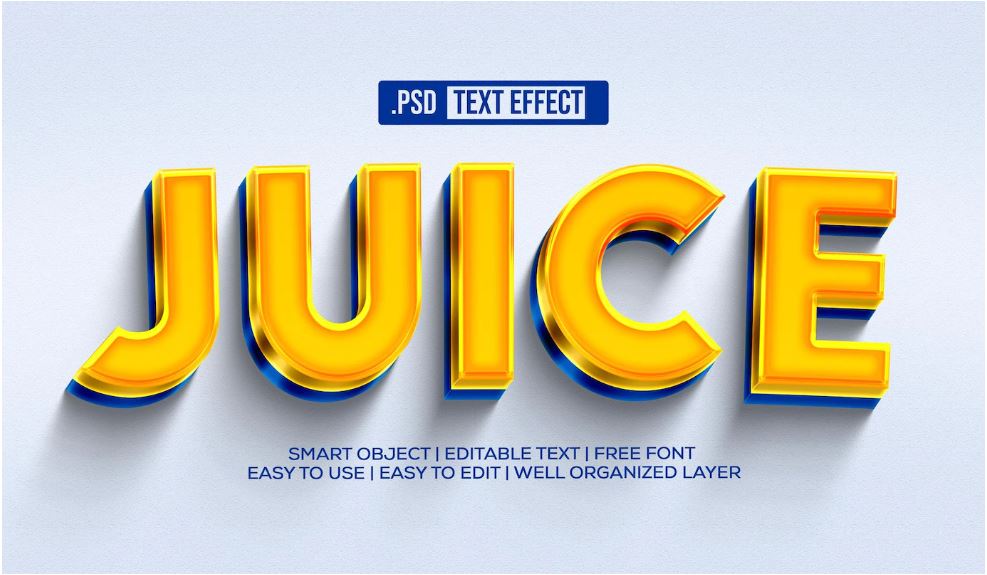 .PSD TEXT EFFECT
JUICE
SMART OBJECT | EDITABLE TEXT | FREE FONT
EASY TO USE | EASY TO EDIT | WELL ORGANIZED LAYER